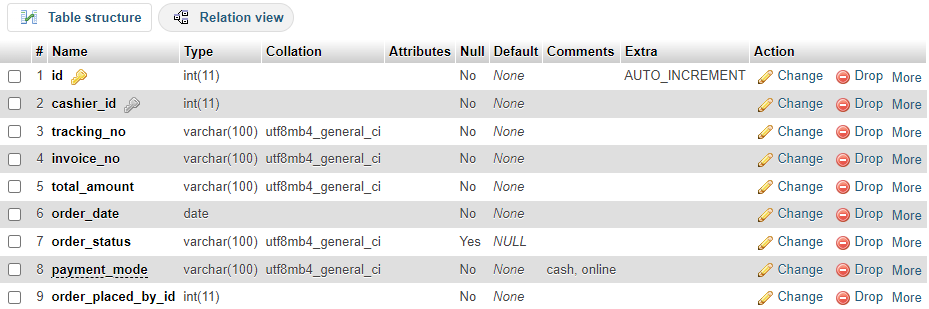 Table structure Relation view
# Name Type Collation Attributes Null Default Comments Extra Action
1 id int(11) No None AUTO_INCREMENT Change Drop More
2 cashier_id int(11) No None Change Drop More
3 tracking_no varchar(100) utf8mb4_general_ci No None Change Drop More
4 invoice_no varchar(100) utf8mb4_general_ci No None Change Drop More
5 total_amount varchar(100) utf8mb4_general_ci No None Change Drop More
6 order_date date No None Change Drop More
7 order_status varchar(100) utf8mb4_general_ci Yes NULL Change Drop More
8 payment_mode varchar(100) utf8mb4_general_ci No None cash, online Change Drop More
9 order_placed_by_id int(11) No None Change Drop More